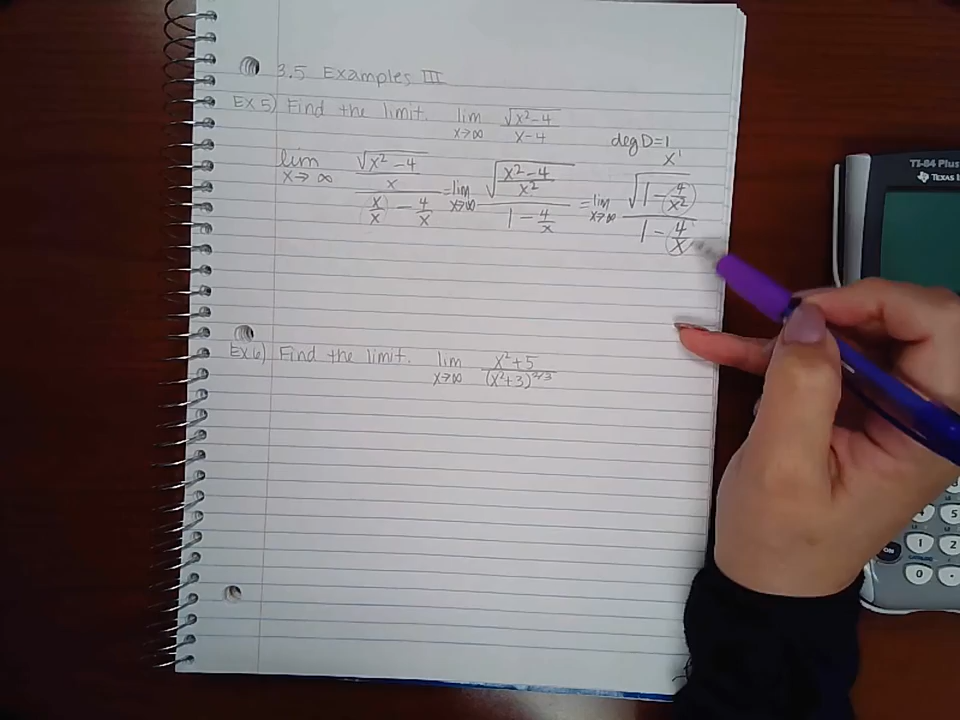 3.5 Examples III
Ex 5) Find the limit. lim x→∞ √(x²-4) / (x-4)
deg D=1
x¹
lim x→∞ (√(x²-4) / x) / (x/x - 4/x) = lim x→∞ √((x²-4)/x²) / (1 - 4/x) = lim x→∞ √(1 - 4/x²) / (1 - 4/x)
Ex 6) Find the limit. lim x→∞ (x²+5) / (x²+3)^(2/3)
TI-84 Plus
TEXAS